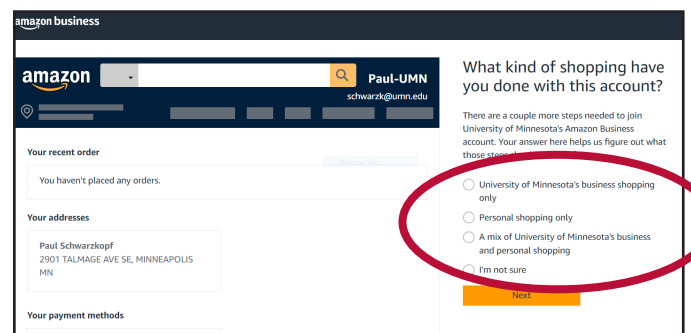 amazon business
amazon
Paul-UMN
schwarzk@umn.edu
Your recent order
You haven't placed any orders.
Your addresses
Paul Schwarzkopf
2901 TALMAGE AVE SE, MINNEAPOLIS
MN
Your payment methods
What kind of shopping have
you done with this account?
There are a couple more steps needed to join
University of Minnesota's Amazon Business
account. Your answer here helps us figure out what
those steps
University of Minnesota's business shopping
only
Personal shopping only
A mix of University of Minnesota's business
and personal shopping
I'm not sure
Next